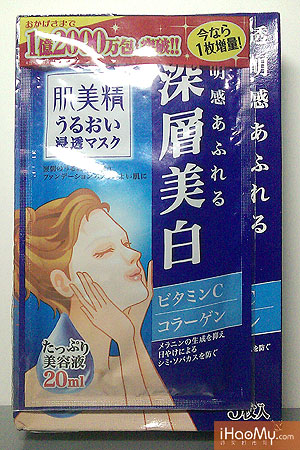 おかげさまで
1億2000万包突破!!
今なら
1枚増量!
肌美精
うるおい
浸透マスク
深層美白
透明感あふれる
明感あふれる
ビタミンC
コラーゲン
メラニンの生成を抑え
日やけによる
シミ・ソバカスを防ぐ
を防ぐ
たっぷり
美容液
20ml
枚入
iHaoMy.com